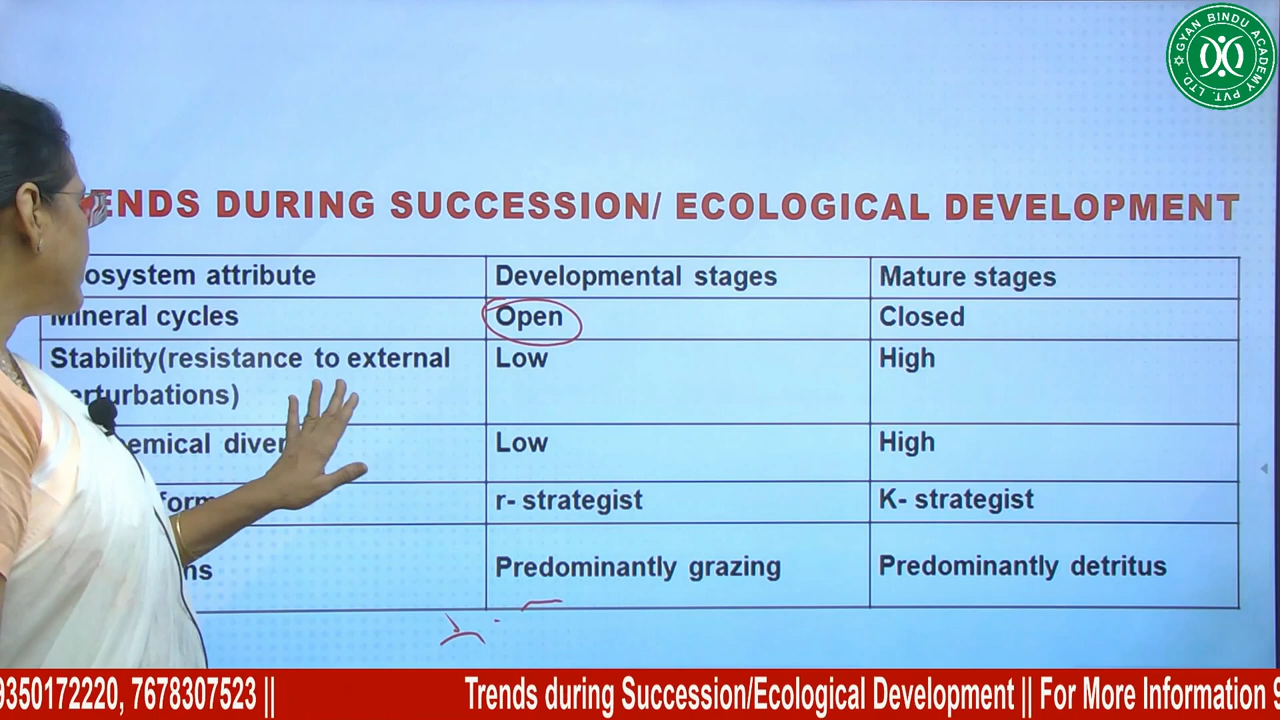 GYAN BINDU ACADEMY PVT. LTD.
ENDS DURING SUCCESSION/ ECOLOGICAL DEVELOPMENT
osystem attribute Developmental stages Mature stages
Mineral cycles Open Closed
Stability(resistance to external Low High
erturbations)
emical diver Low High
form r- strategist K- strategist
ns Predominantly grazing Predominantly detritus
9350172220, 7678307523 || Trends during Succession/Ecological Development || For More Information S